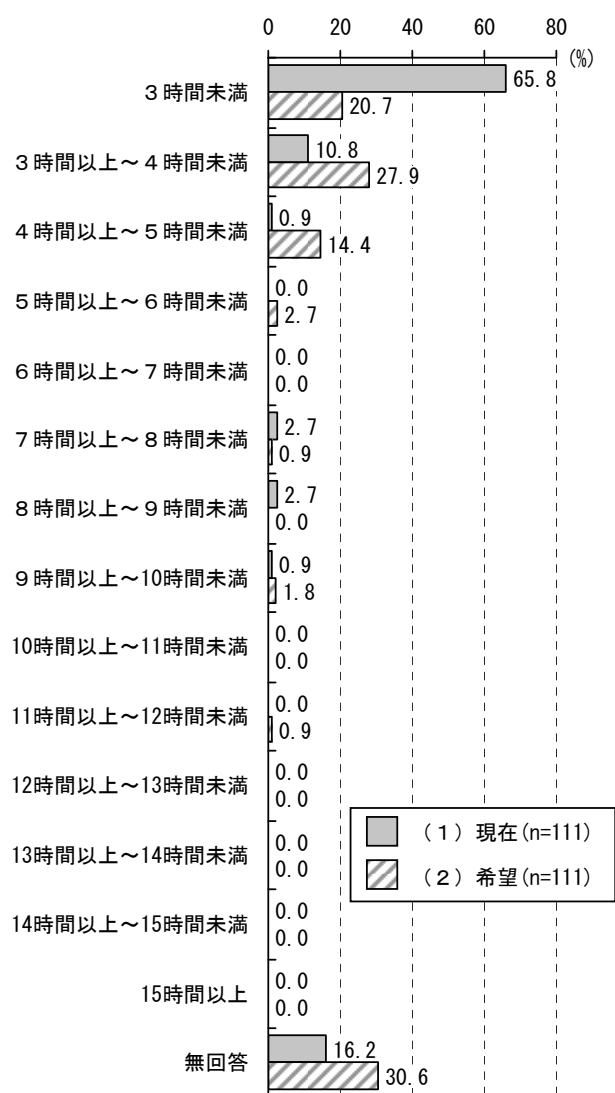 0 20 40 60 80
(%)
３時間未満 65.8
20.7
３時間以上～４時間未満 10.8
27.9
４時間以上～５時間未満 0.9
14.4
５時間以上～６時間未満 0.0
2.7
６時間以上～７時間未満 0.0
0.0
７時間以上～８時間未満 2.7
0.9
８時間以上～９時間未満 2.7
0.0
９時間以上～10時間未満 0.9
1.8
10時間以上～11時間未満 0.0
0.0
11時間以上～12時間未満 0.0
0.9
12時間以上～13時間未満 0.0
0.0
13時間以上～14時間未満 0.0
0.0
14時間以上～15時間未満 0.0
0.0
15時間以上 0.0
0.0
無回答 16.2
30.6
（１）現在(n=111)
（２）希望(n=111)